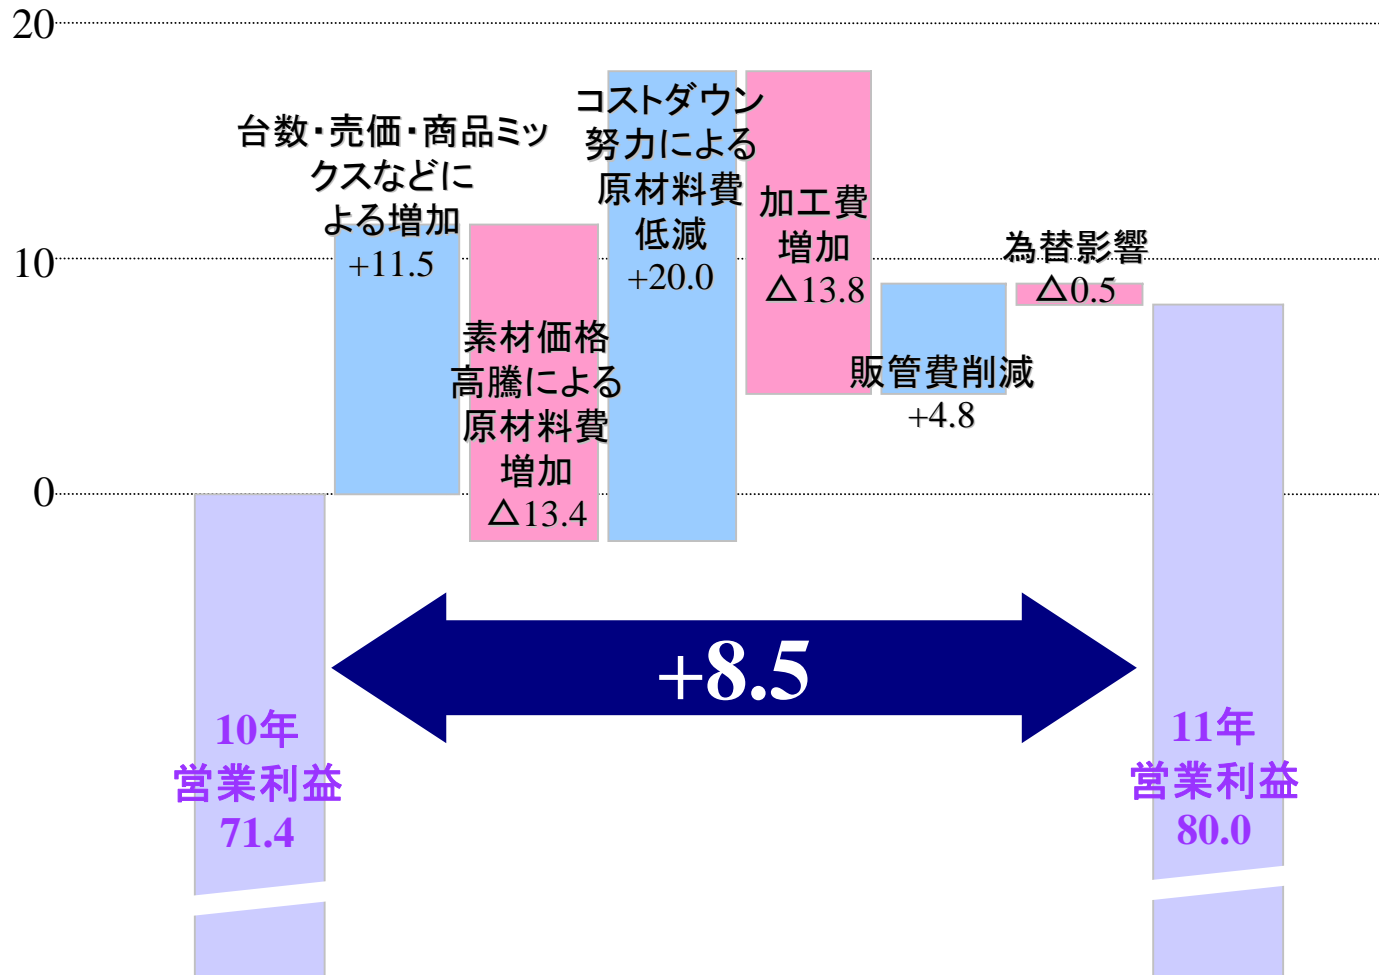 20
10
0
台数・売価・商品ミッ
クスなどに
よる増加
+11.5
素材価格
高騰による
原材料費
増加
△13.4
コストダウン
努力による
原材料費
低減
+20.0
加工費
増加
△13.8
販管費削減
+4.8
為替影響
△0.5
+8.5
10年
営業利益
71.4
11年
営業利益
80.0